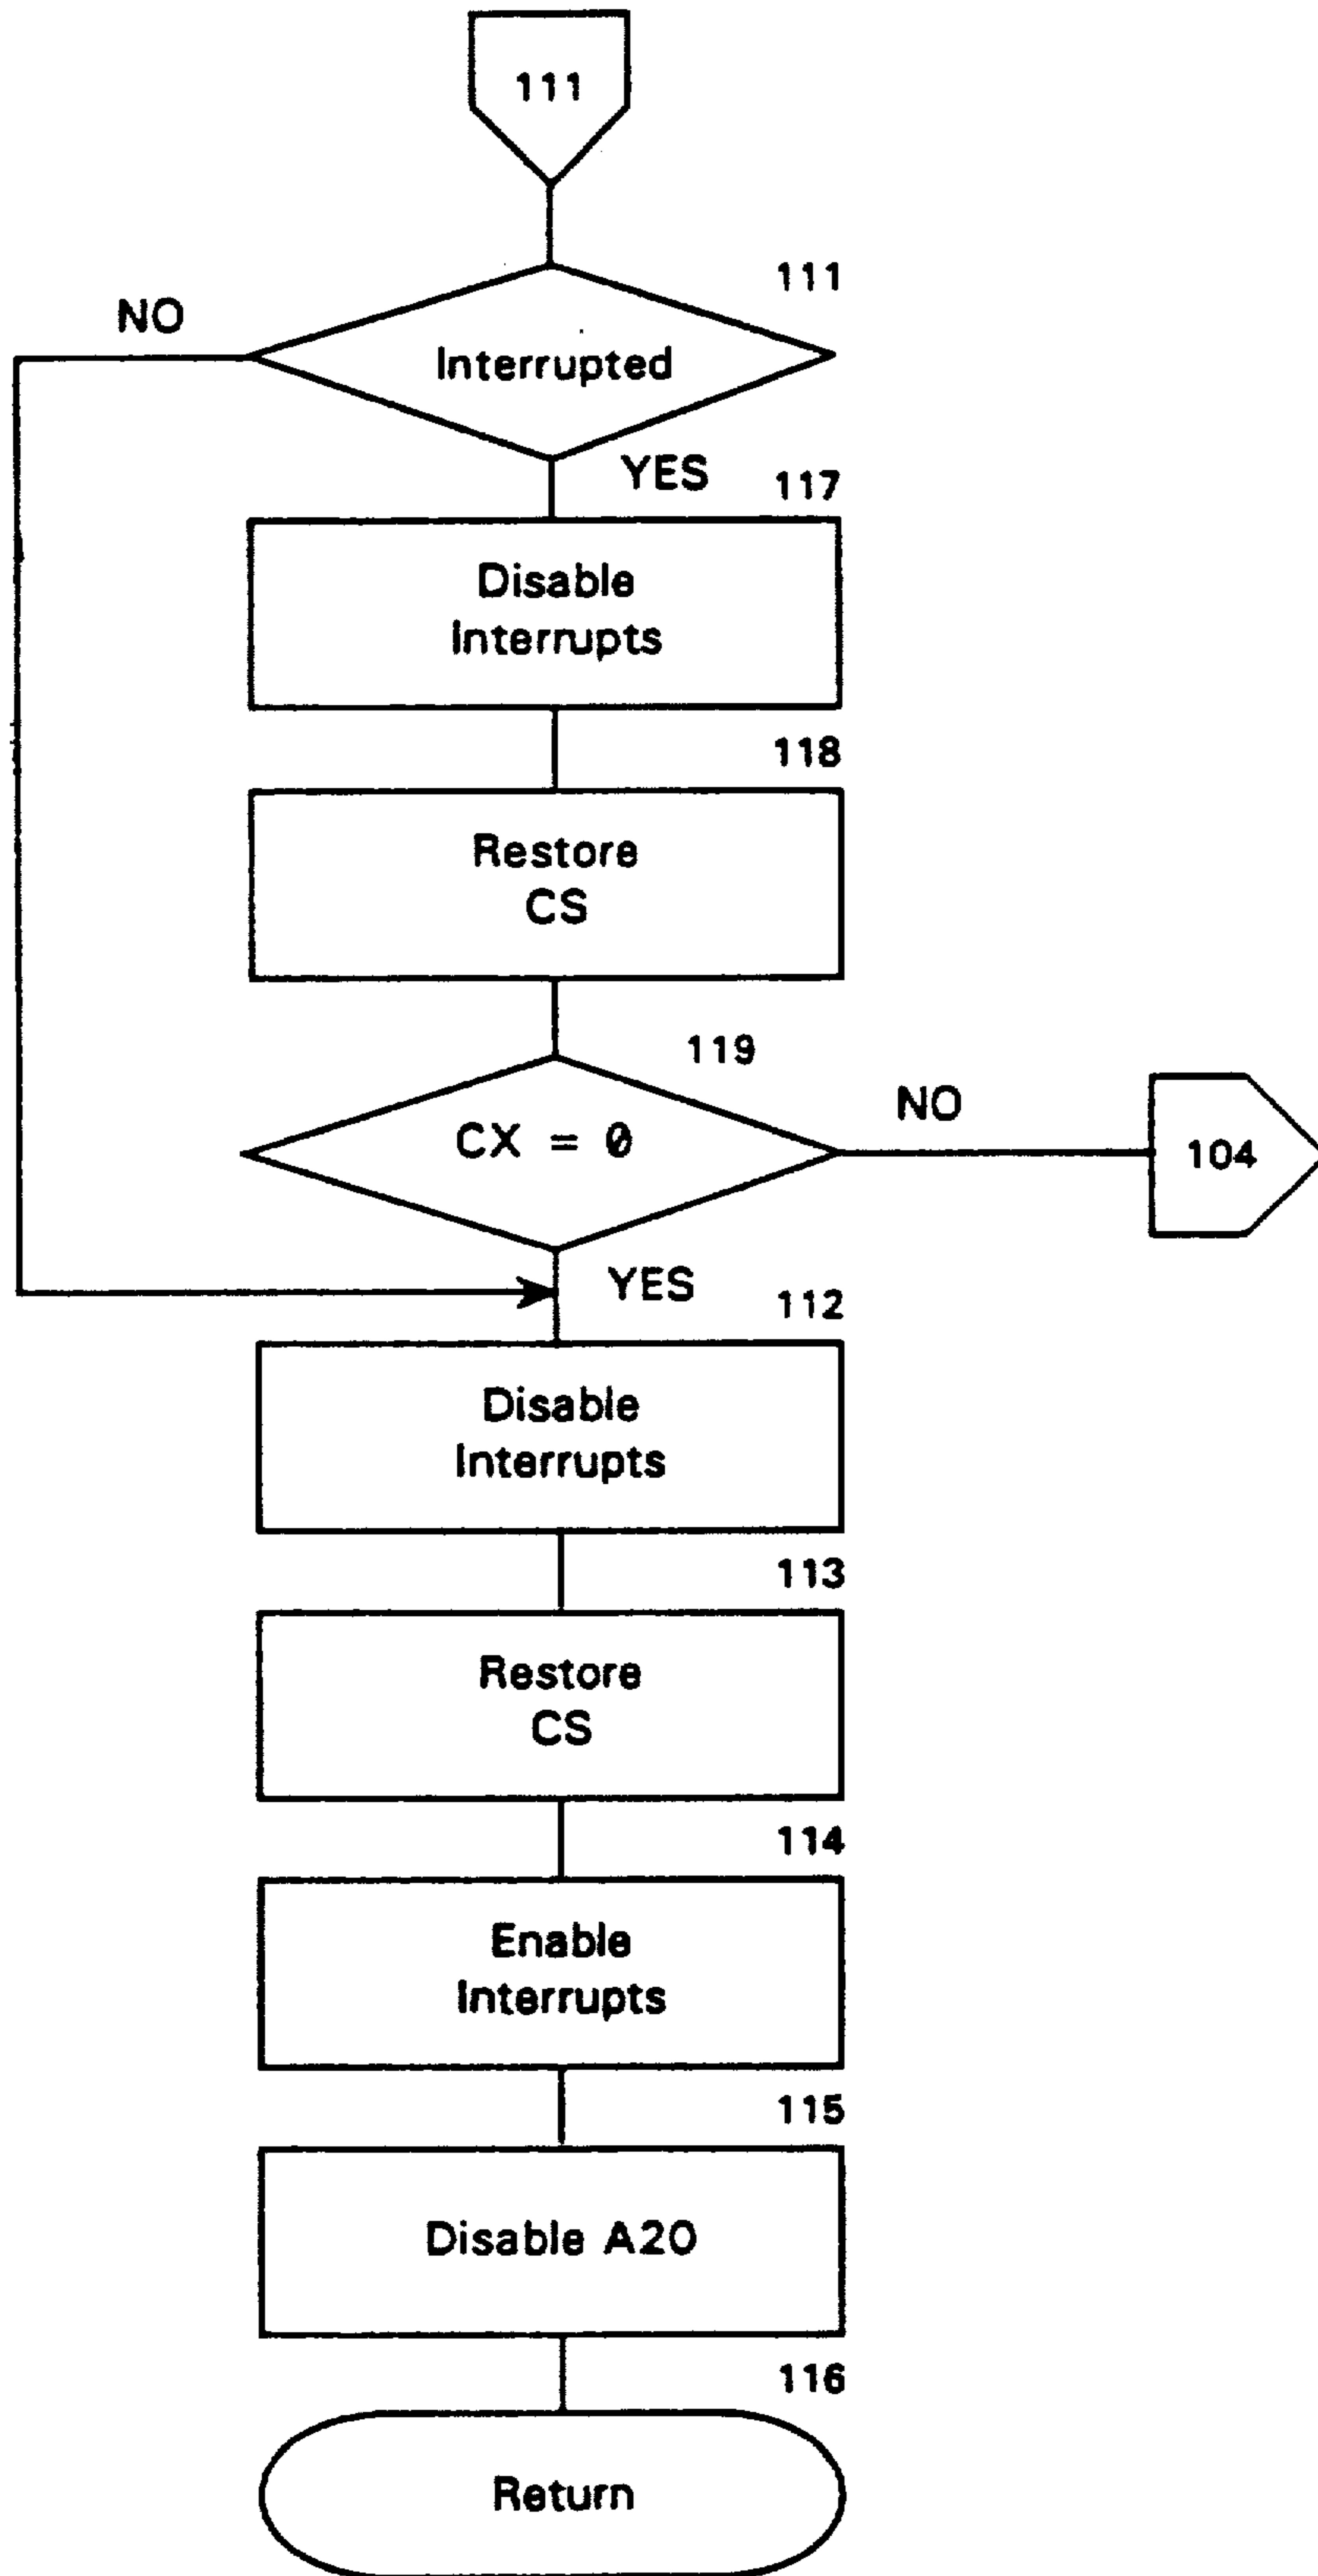 111
111
NO
Interrupted
YES
117
Disable
Interrupts
118
Restore
CS
119
CX = 0
NO
104
YES
112
Disable
Interrupts
113
Restore
CS
114
Enable
Interrupts
115
Disable A20
116
Return